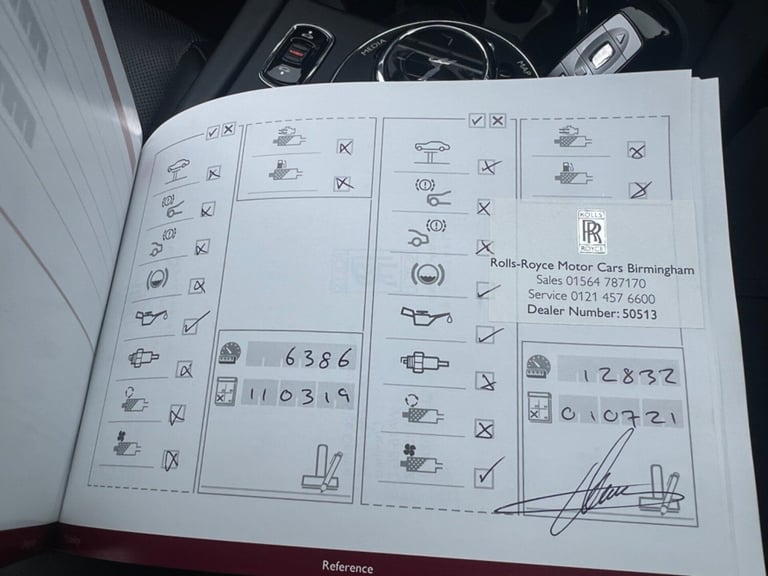 MEDIA
MAP
6386
110319
ROLLS
RR
ROYCE
Rolls-Royce Motor Cars Birmingham
Sales 01564 787170
Service 0121 457 6600
Dealer Number: 50513
12832
010721
Reference